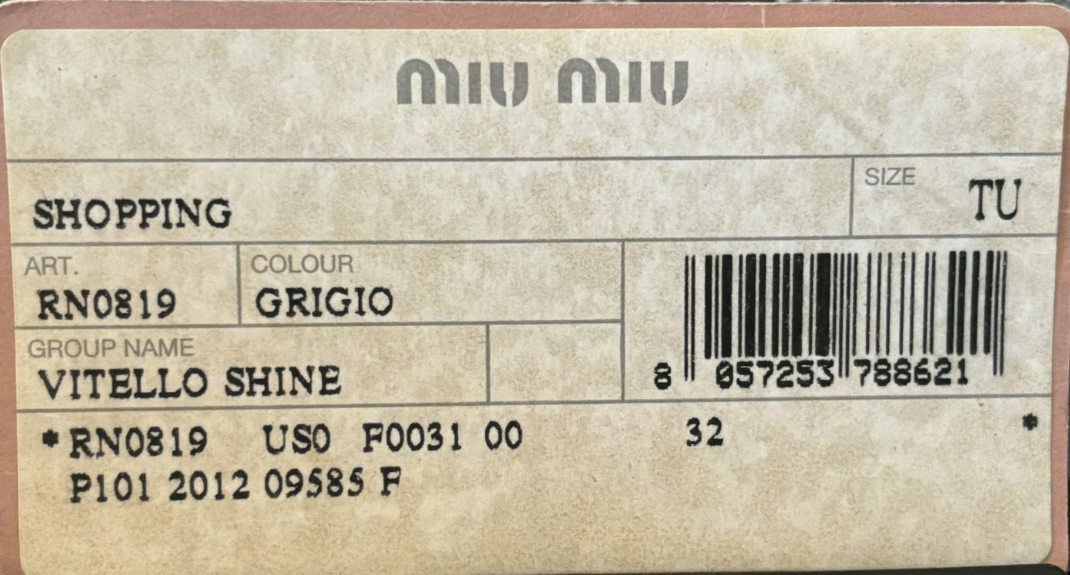 miu miu
SHOPPING
SIZE TU
ART. COLOUR
RN0819 GRIGIO
GROUP NAME
VITELLO SHINE
8 057253 788621
* RN0819 US0 F0031 00 32 *
P101 2012 09585 F